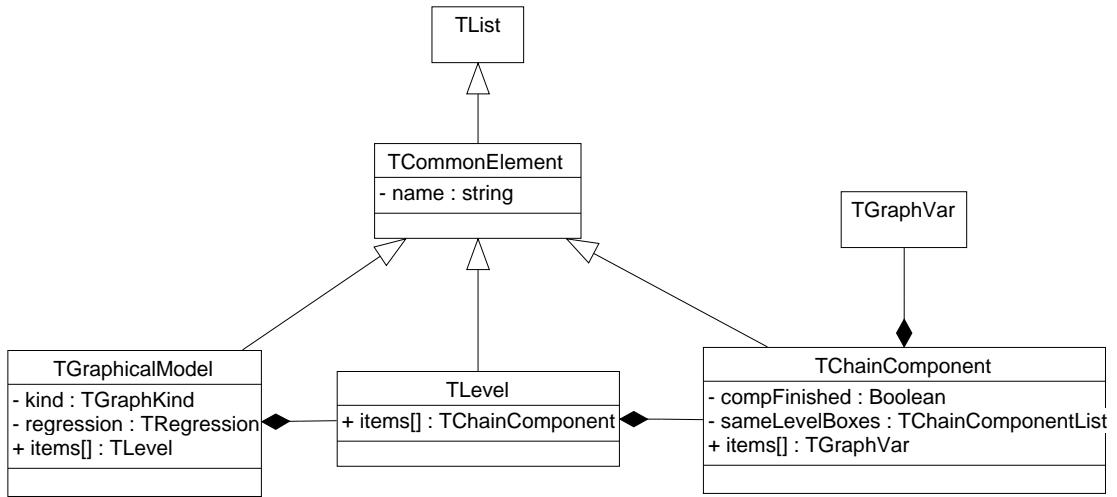 TList
TCommonElement
- name : string
TGraphVar
TGraphicalModel
- kind : TGraphKind
- regression : TRegression
+ items[] : TLevel
TLevel
+ items[] : TChainComponent
TChainComponent
- compFinished : Boolean
- sameLevelBoxes : TChainComponentList
+ items[] : TGraphVar